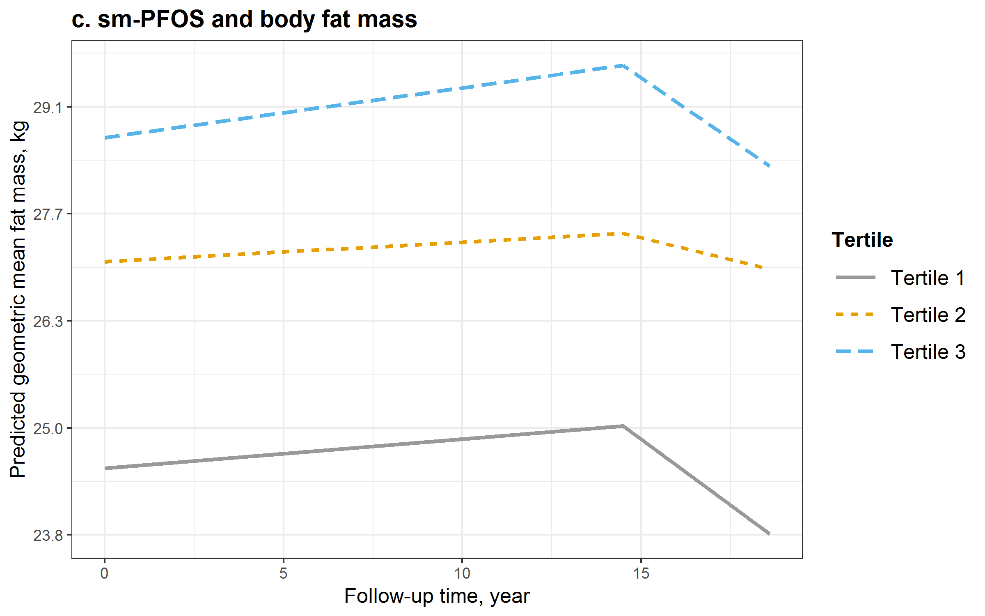 c. sm-PFOS and body fat mass
Predicted geometric mean fat mass, kg
29.1
27.7
26.3
25.0
23.8
0 5 10 15
Follow-up time, year
Tertile
Tertile 1
Tertile 2
Tertile 3